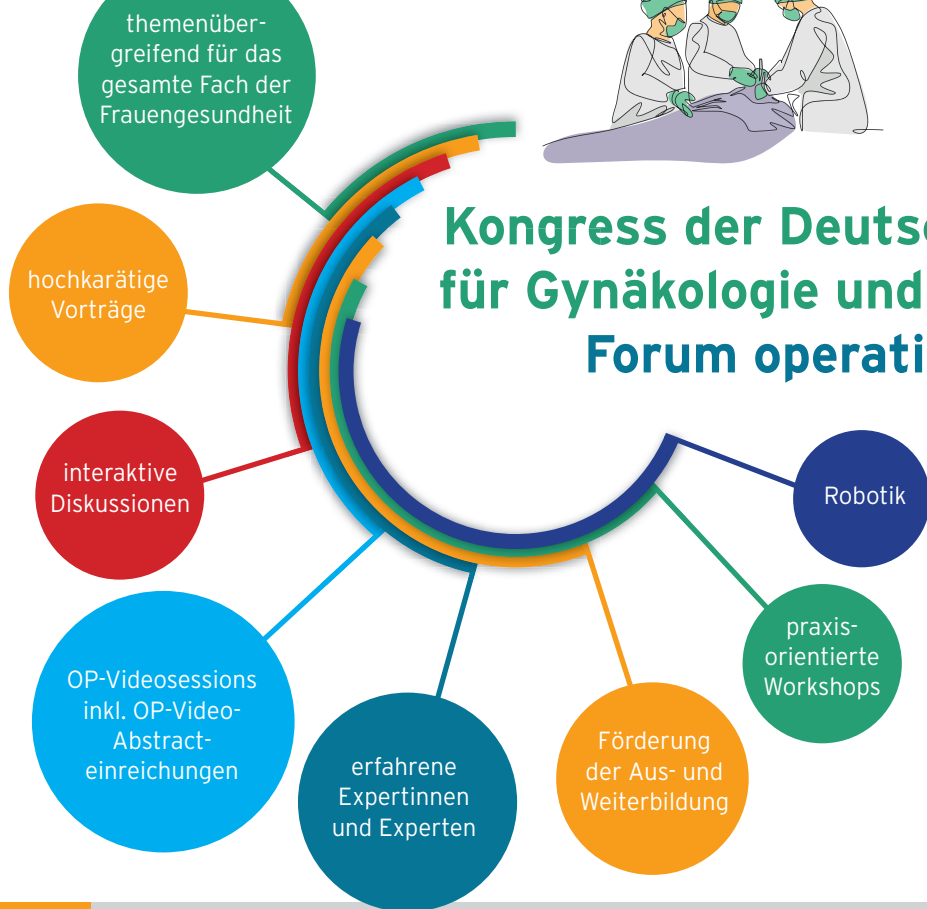 themenüber-
greifend für das
gesamte Fach der
Frauengesundheit
Kongress der Deuts
für Gynäkologie und
Forum operati
hochkarätige
Vorträge
interaktive
Diskussionen
OP-Videosessions
inkl. OP-Video-
Abstract-
einreichungen
erfahrene
Expertinnen
und Experten
Förderung
der Aus- und
Weiterbildung
praxis-
orientierte
Workshops
Robotik